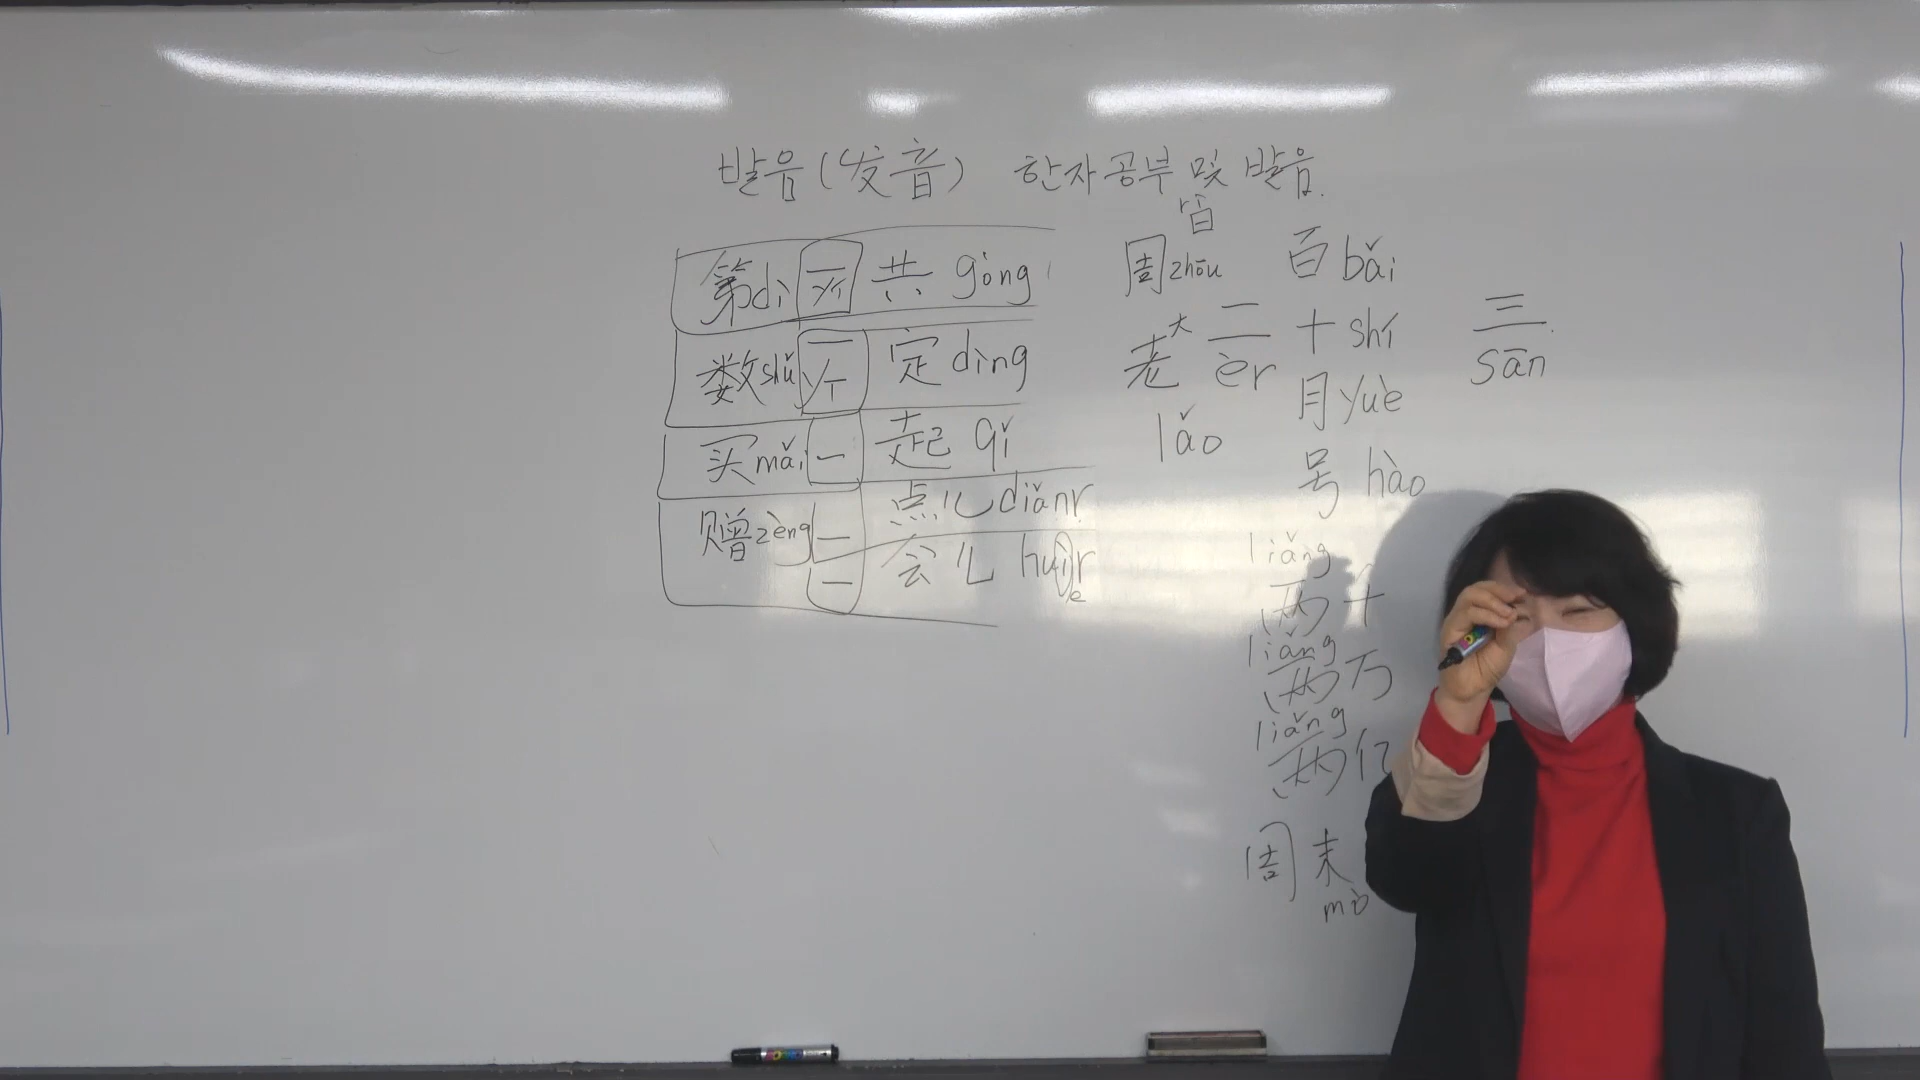 발음(发音) 한자공부 및 발음.
第dì 一 yī 共 gòng
数shǔ 一 yī 定 dìng
买mǎi 一 起 qǐ
赠zèng 一 点儿 diǎnr
一 会儿 huìr
e
周zhōu
百 bǎi
大
老
lǎo
二
èr
十 shí
三
sān
月 yuè
号 hào
liǎng
两千
liǎng
两万
liǎng
两亿
周末
mò